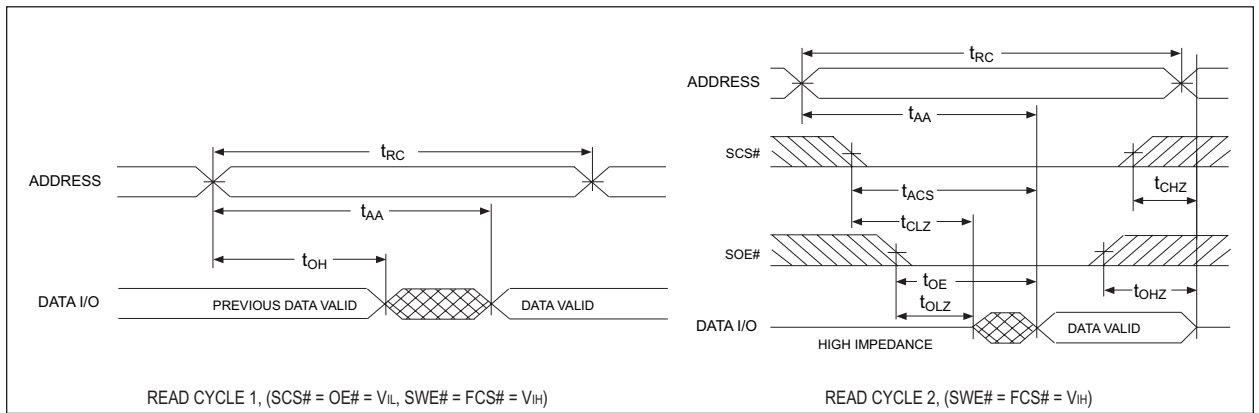 tRC
ADDRESS
tAA
tOH
DATA I/O
PREVIOUS DATA VALID
DATA VALID
READ CYCLE 1, (SCS# = OE# = VIL, SWE# = FCS# = VIH)
tRC
ADDRESS
tAA
SCS#
tACS
tCHZ
tCLZ
SOE#
tOE
tOHZ
tOLZ
DATA I/O
DATA VALID
HIGH IMPEDANCE
READ CYCLE 2, (SWE# = FCS# = VIH)